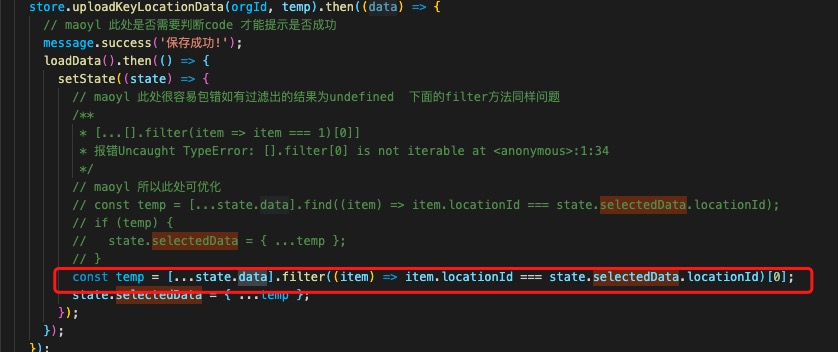 store.uploadKeyLocationData(orgId, temp).then((data) => {
// maoyl 此处是否需要判断code 才能提示是否成功
message.success('保存成功!');
loadData().then(() => {
setState((state) => {
// maoyl 此处很容易包错如有过滤出的结果为undefined 下面的filter方法同样问题
/**
* [...[].filter(item => item === 1)[0]]
* 报错Uncaught TypeError: [].filter[0] is not iterable at <anonymous>:1:34
*/
// maoyl 所以此处可优化
// const temp = [...state.data].find((item) => item.locationId === state.selectedData.locationId);
// if (temp) {
//   state.selectedData = { ...temp };
// }
const temp = [...state.data].filter((item) => item.locationId === state.selectedData.locationId)[0];
state.selectedData = { ...temp };
});
});
});